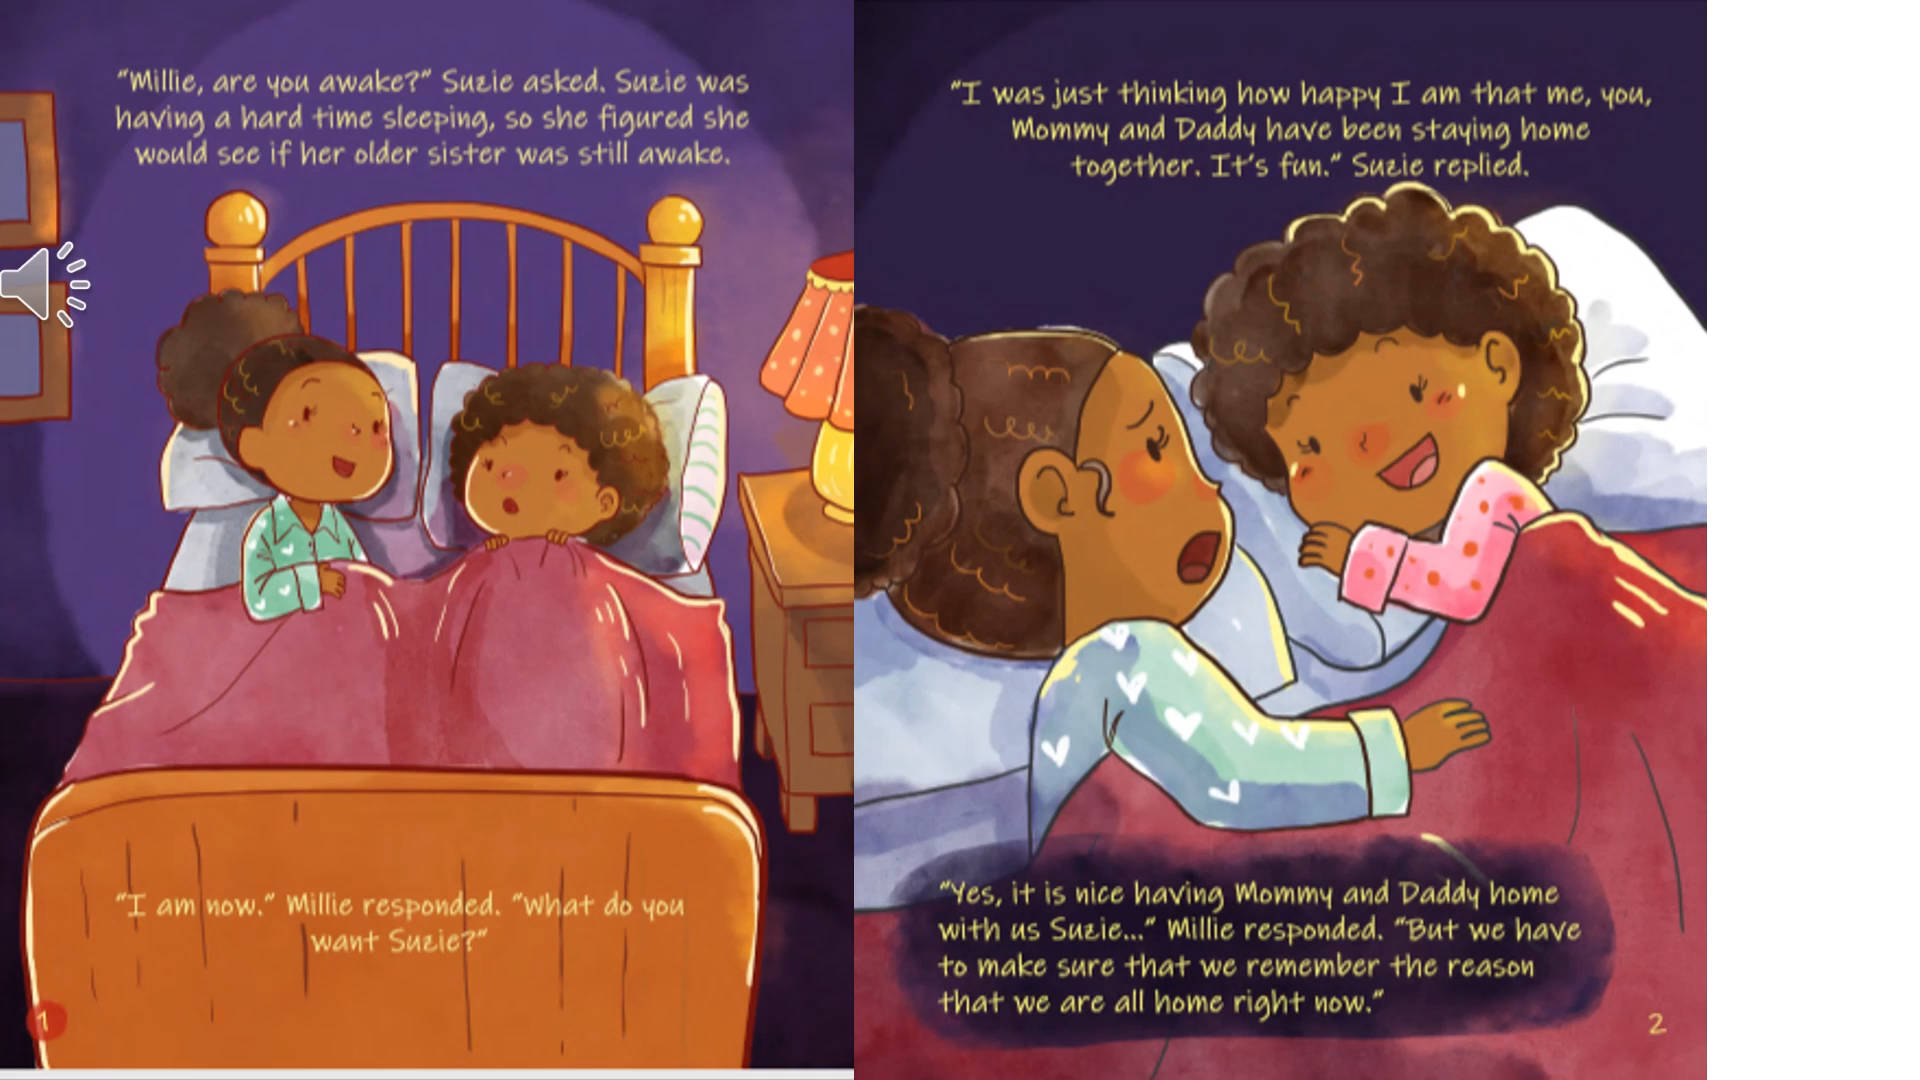 “Millie, are you awake?” Suzie asked. Suzie was
having a hard time sleeping, so she figured she
would see if her older sister was still awake.
“I am now.” Millie responded. “What do you
want Suzie?”
1
“I was just thinking how happy I am that me, you,
Mommy and Daddy have been staying home
together. It's fun.” Suzie replied.
“Yes, it is nice having Mommy and Daddy home
with us Suzie...” Millie responded. “But we have
to make sure that we remember the reason
that we are all home right now.”
2